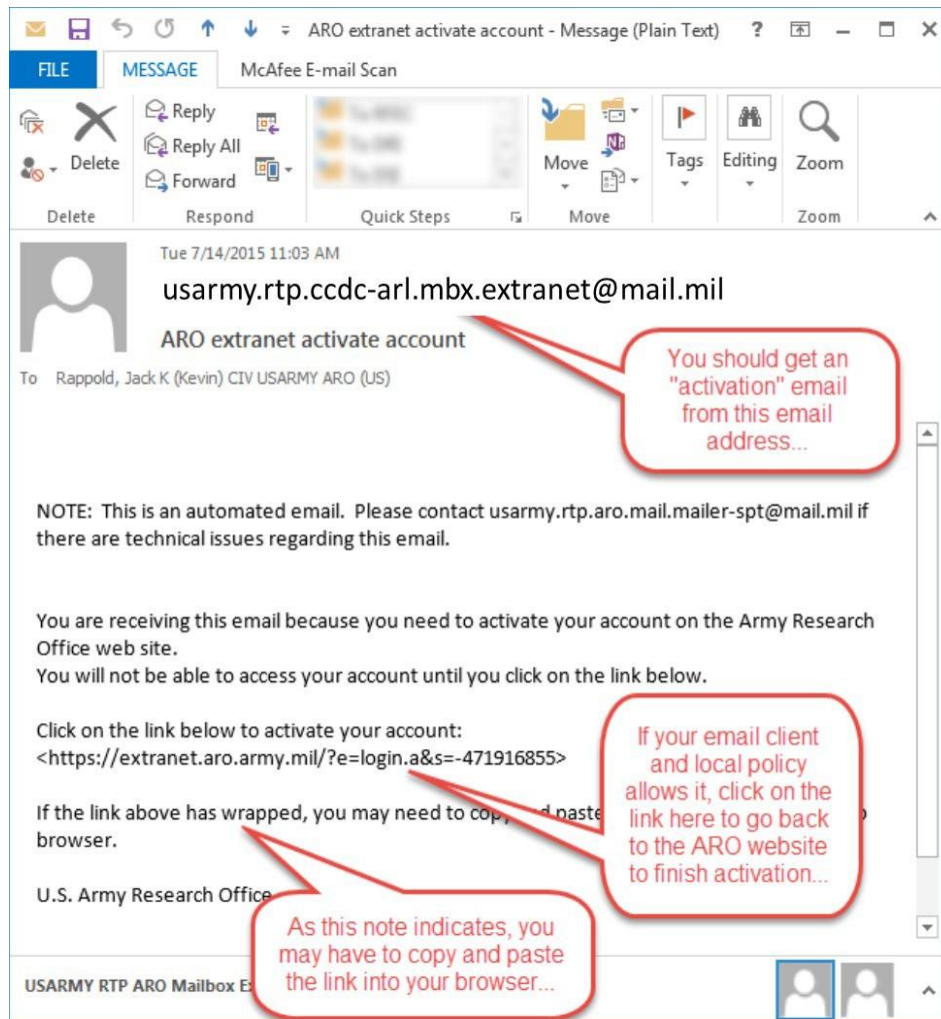 ARO extranet activate account - Message (Plain Text)
FILE
MESSAGE
McAfee E-mail Scan
Delete
Reply
Reply All
Forward
Move
Tags
Editing
Zoom
Delete
Respond
Quick Steps
Move
Zoom
Tue 7/14/2015 11:03 AM
usarmy.rtp.ccdc-arl.mbx.extranet@mail.mil
ARO extranet activate account
To Rappold, Jack K (Kevin) CIV USARMY ARO (US)
You should get an
"activation" email
from this email
address...
NOTE: This is an automated email. Please contact usarmy.rtp.aro.mail.mailer-spt@mail.mil if
there are technical issues regarding this email.
You are receiving this email because you need to activate your account on the Army Research
Office web site.
You will not be able to access your account until you click on the link below.
Click on the link below to activate your account:
<https://extranet.aro.army.mil/?e=login.a&s=-471916855>
If your email client
and local policy
allows it, click on the
link here to go back
to the ARO website
to finish activation...
If the link above has wrapped, you may need to copy and paste
browser.
U.S. Army Research Office
As this note indicates, you
may have to copy and paste
the link into your browser...
USARMY RTP ARO Mailbox